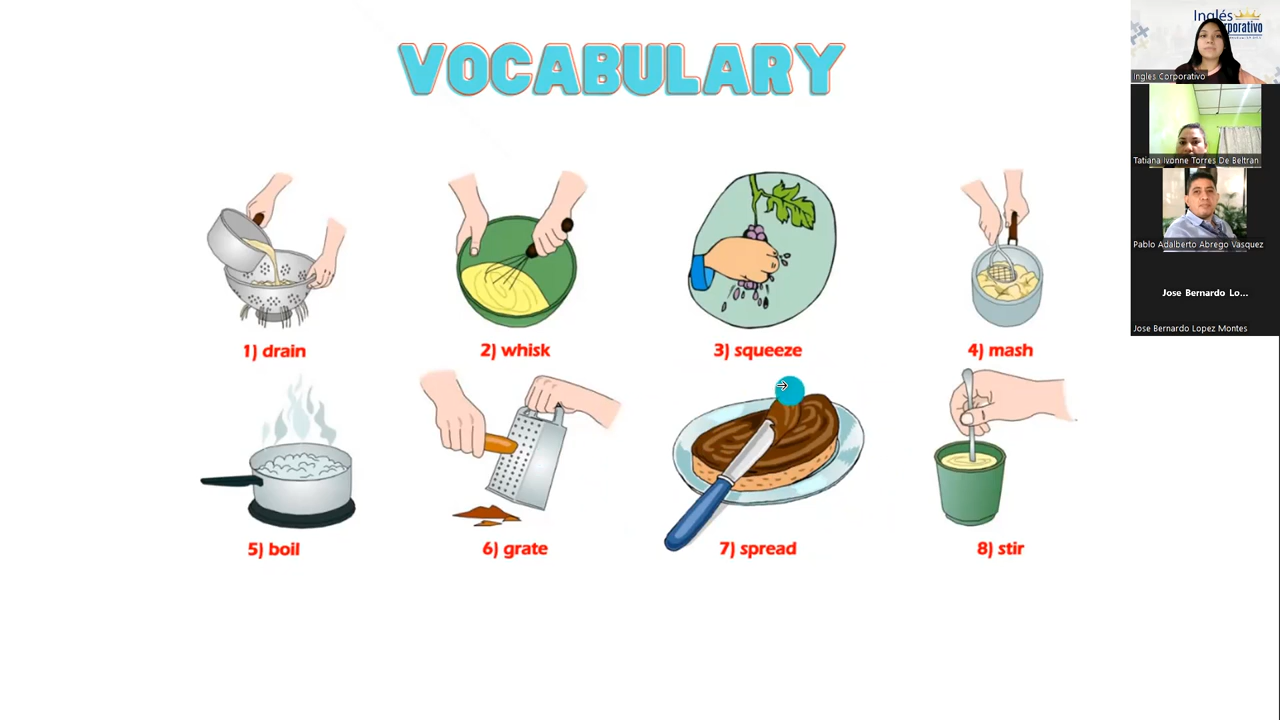 VOCABULARY
1) drain
2) whisk
3) squeeze
4) mash
5) boil
6) grate
7) spread
8) stir
Inglés
Ingles Corporativo
Tatiana Ivonne Torres De Beltran
Pablo Adalberto Abrego Vasquez
Jose Bernardo Lo...
Jose Bernardo Lopez Montes